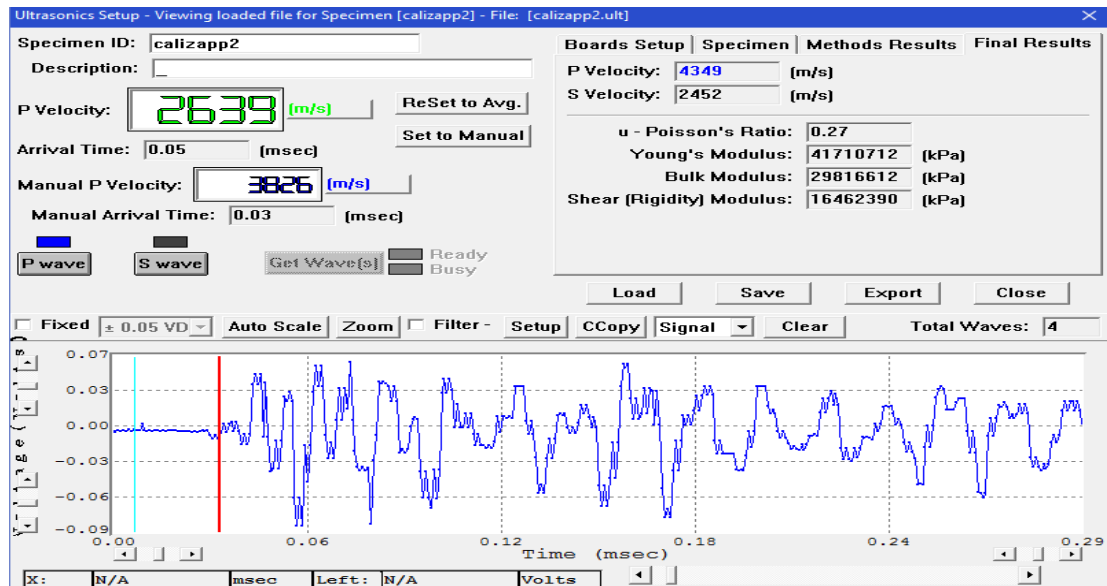 Ultrasonics Setup - Viewing loaded file for Specimen [calizapp2] - File: [calizapp2.ult]
Specimen ID: calizapp2
Description: _
P Velocity: 2639 (m/s)
ReSet to Avg.
Set to Manual
Arrival Time: 0.05 (msec)
Manual P Velocity: 3826 (m/s)
Manual Arrival Time: 0.03 (msec)
P wave S wave Get Wave(s) Ready
Busy
Boards Setup Specimen Methods Results Final Results
P Velocity: 4349 (m/s)
S Velocity: 2452 (m/s)
u - Poisson's Ratio: 0.27
Young's Modulus: 41710712 (kPa)
Bulk Modulus: 29816612 (kPa)
Shear (Rigidity) Modulus: 16462390 (kPa)
Load Save Export Close
Fixed ± 0.05 VD Auto Scale Zoom Filter - Setup CCopy Signal Clear Total Waves: 4
0.07
0.03
0.00
-0.03
-0.06
-0.09
0.00 0.06 0.12 0.18 0.24 0.29
Time (msec)
X: N/A msec Left: N/A Volts